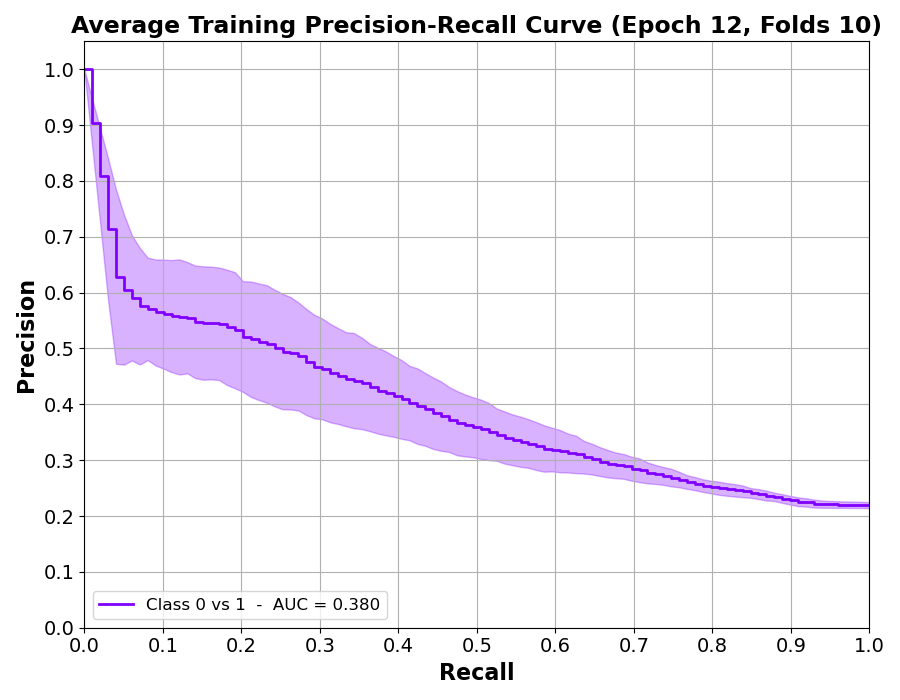 Average Training Precision-Recall Curve (Epoch 12, Folds 10)
Precision
1.0
0.9
0.8
0.7
0.6
0.5
0.4
0.3
0.2
0.1
0.0
Class 0 vs 1 - AUC = 0.380
0.0 0.1 0.2 0.3 0.4 0.5 0.6 0.7 0.8 0.9 1.0
Recall